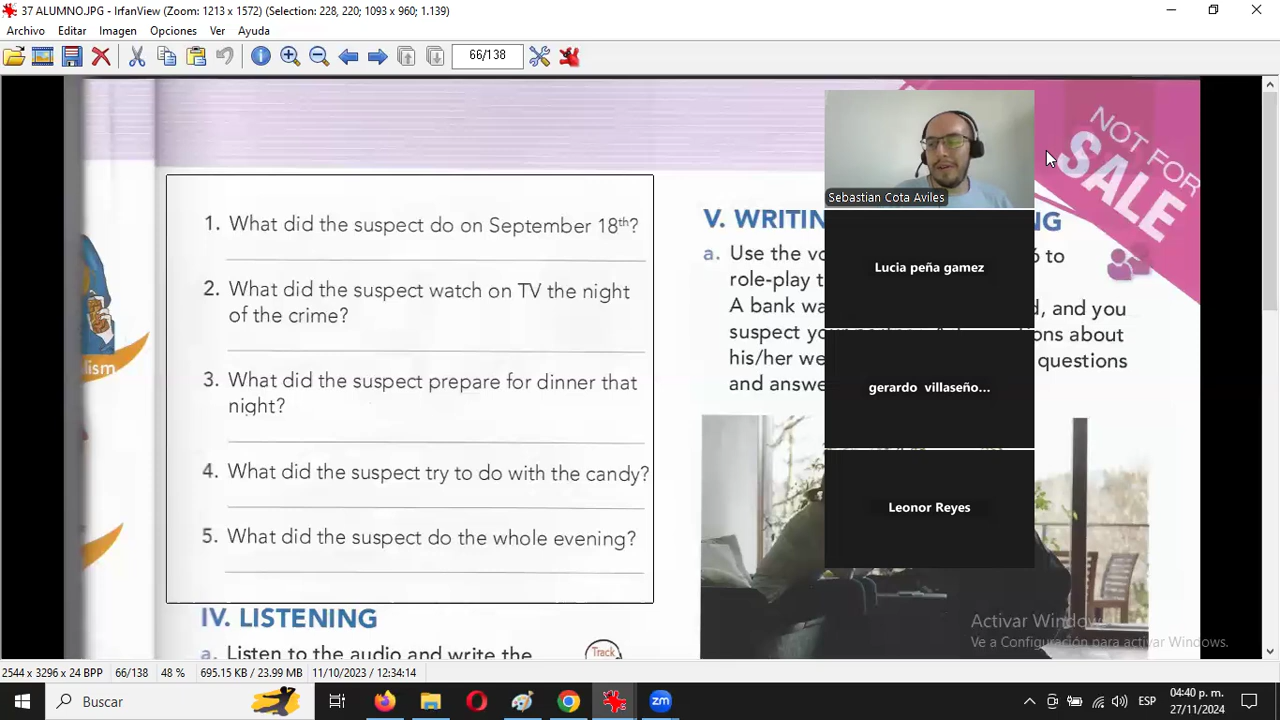 37 ALUMNO.JPG - IrfanView (Zoom: 1213 x 1572) (Selection: 228, 220; 1093 x 960; 1.139)
Archivo Editar Imagen Opciones Ver Ayuda
66/138
NOT FOR
SALE
Sebastian Cota Aviles
Lucia peña gamez
gerardo villaseño...
Leonor Reyes
lism
1. What did the suspect do on September 18th?
2. What did the suspect watch on TV the night
of the crime?
3. What did the suspect prepare for dinner that
night?
4. What did the suspect try to do with the candy?
5. What did the suspect do the whole evening?
IV. LISTENING
a. Listen to the audio and write the
Track
V. WRITIN NG
a. Use the to
role-play
A bank d, and you
suspect about
his/her questions
and
Activar Windows
Ve a Configuración para activar Windows.
2544 x 3296 x 24 BPP 66/138 48 % 695.15 KB / 23.99 MB 11/10/2023 / 12:34:14
Buscar
zm
ESP
04:40 p. m.
27/11/2024